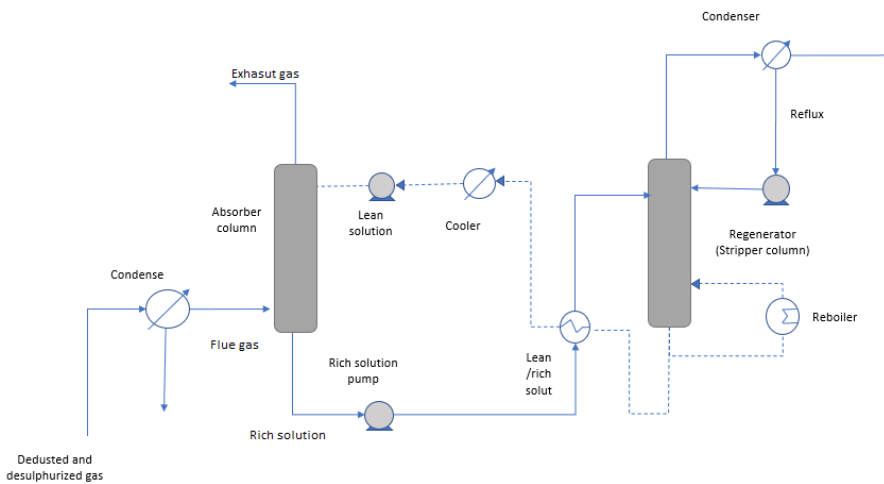 Condenser
Exhasut gas
Reflux
Absorber
column
Lean
solution
Cooler
Regenerator
(Stripper column)
Condense
Flue gas
Reboiler
Rich solution
pump
Lean
/rich
solut
Rich solution
Dedusted and
desulphurized gas